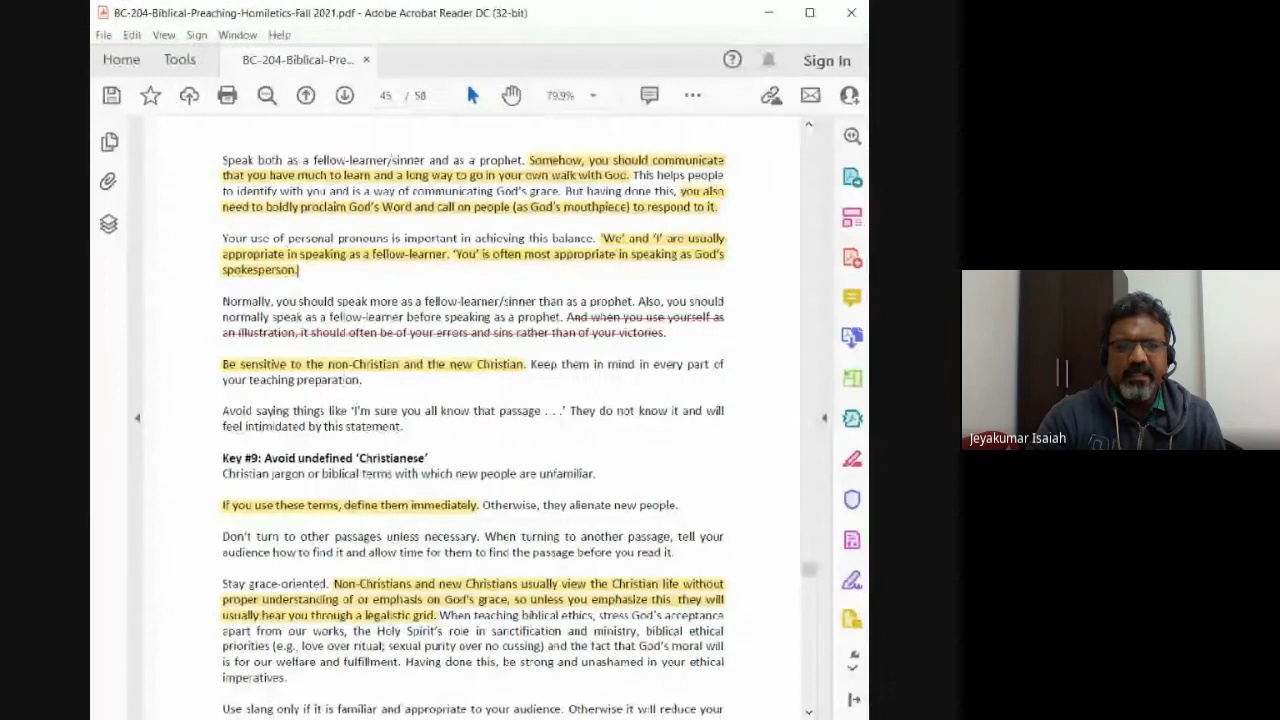 BC-204-Biblical-Preaching-Homiletics-Fall 2021.pdf - Adobe Acrobat Reader DC (32-bit)
File Edit View Sign Window Help
Home Tools BC-204-Biblical-Pre... × Sign In
45 / 58 79.9%
Speak both as a fellow-learner/sinner and as a prophet. Somehow, you should communicate
that you have much to learn and a long way to go in your own walk with God. This helps people
to identify with you and is a way of communicating God's grace. But having done this, you also
need to boldly proclaim God's Word and call on people (as God's mouthpiece) to respond to it.
Your use of personal pronouns is important in achieving this balance. 'We' and 'I' are usually
appropriate in speaking as a fellow-learner. 'You' is often most appropriate in speaking as God's
spokesperson.
Normally, you should speak more as a fellow-learner/sinner than as a prophet. Also, you should
normally speak as a fellow-learner before speaking as a prophet. And when you use yourself as
an illustration, it should often be of your errors and sins rather than of your victories.
Be sensitive to the non-Christian and the new Christian. Keep them in mind in every part of
your teaching preparation.
Avoid saying things like 'I'm sure you all know that passage . . .' They do not know it and will
feel intimidated by this statement.
Key #9: Avoid undefined 'Christianese'
Christian jargon or biblical terms with which new people are unfamiliar.
If you use these terms, define them immediately. Otherwise, they alienate new people.
Don't turn to other passages unless necessary. When turning to another passage, tell your
audience how to find it and allow time for them to find the passage before you read it.
Stay grace-oriented. Non-Christians and new Christians usually view the Christian life without
proper understanding of or emphasis on God's grace, so unless you emphasize this, they will
usually hear you through a legalistic grid. When teaching biblical ethics, stress God's acceptance
apart from our works, the Holy Spirit's role in sanctification and ministry, biblical ethical
priorities (e.g., love over ritual; sexual purity over no cussing) and the fact that God's moral will
is for our welfare and fulfillment. Having done this, be strong and unashamed in your ethical
imperatives.
Use slang only if it is familiar and appropriate to your audience. Otherwise it will reduce your
Jeyakumar Isaiah